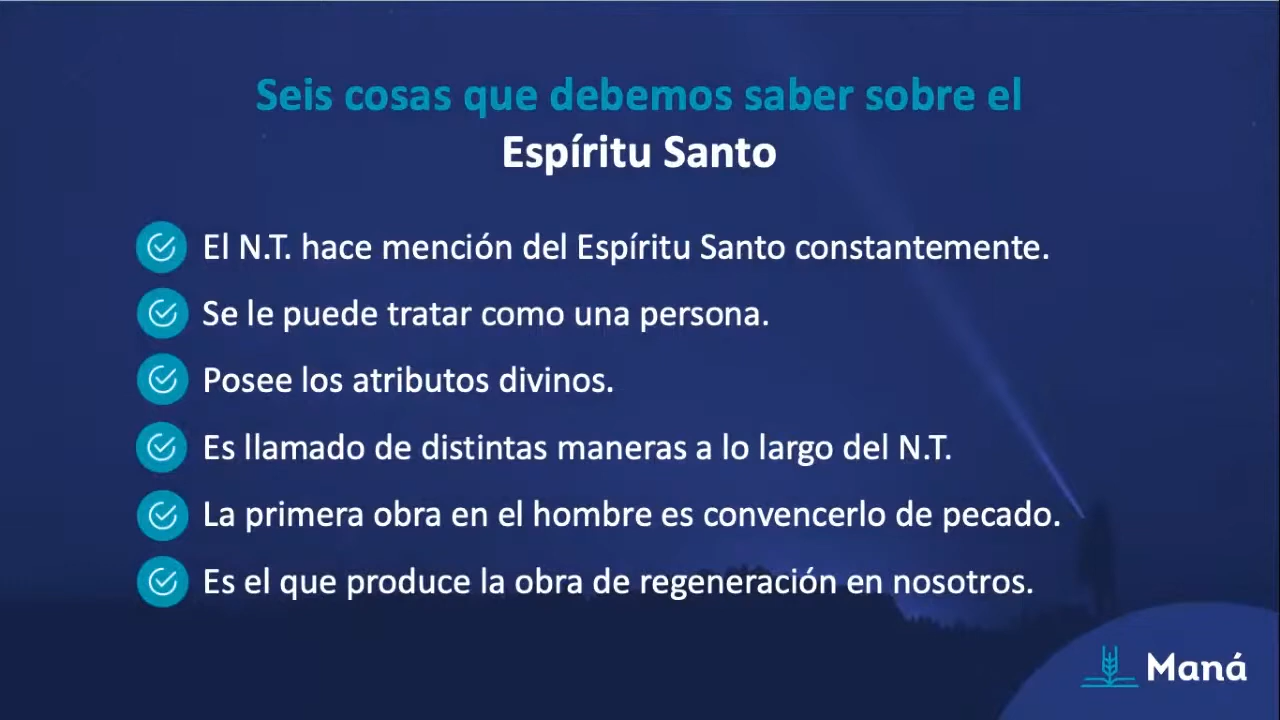 Seis cosas que debemos saber sobre el
Espíritu Santo
El N.T. hace mención del Espíritu Santo constantemente.
Se le puede tratar como una persona.
Posee los atributos divinos.
Es llamado de distintas maneras a lo largo del N.T.
La primera obra en el hombre es convencerlo de pecado.
Es el que produce la obra de regeneración en nosotros.
Maná